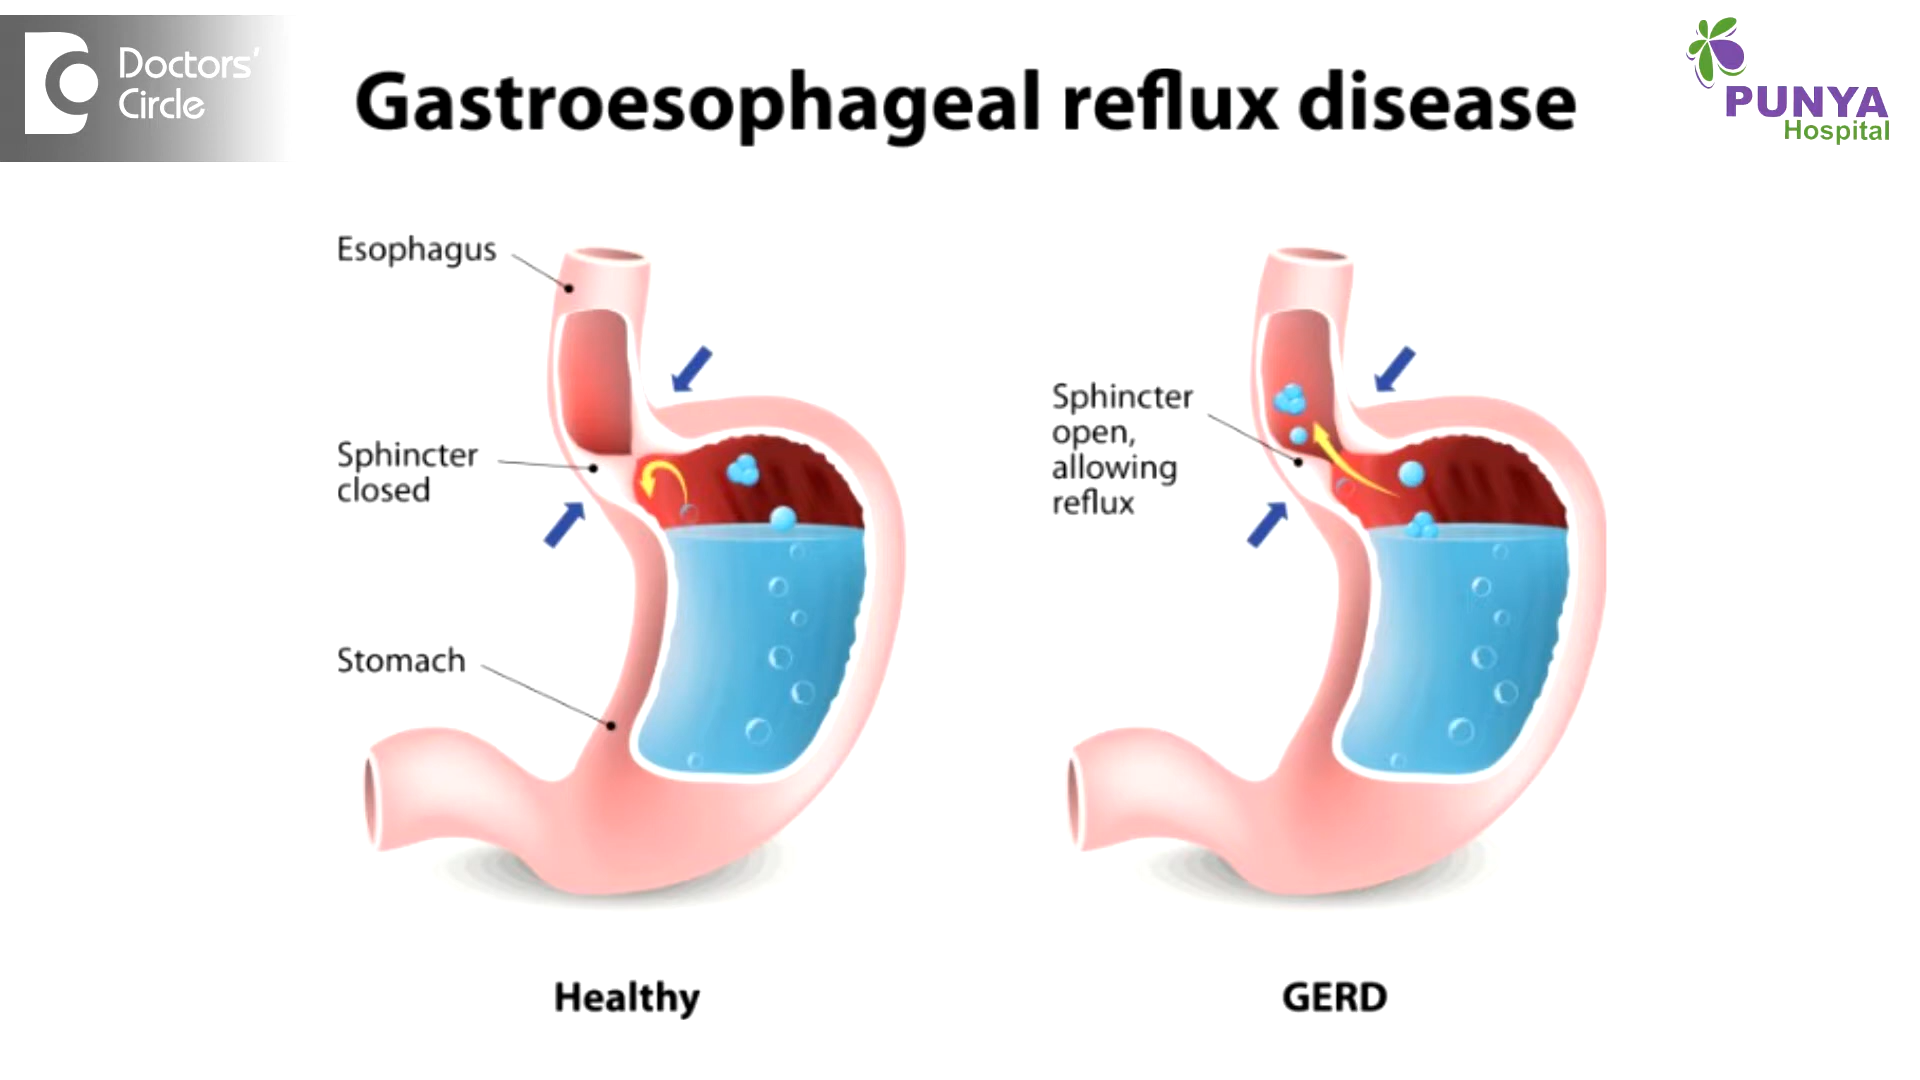 Doctors'
Circle
Gastroesophageal reflux disease
PUNYA
Hospital
Esophagus
Sphincter
closed
Stomach
Sphincter
open,
allowing
reflux
Healthy
GERD